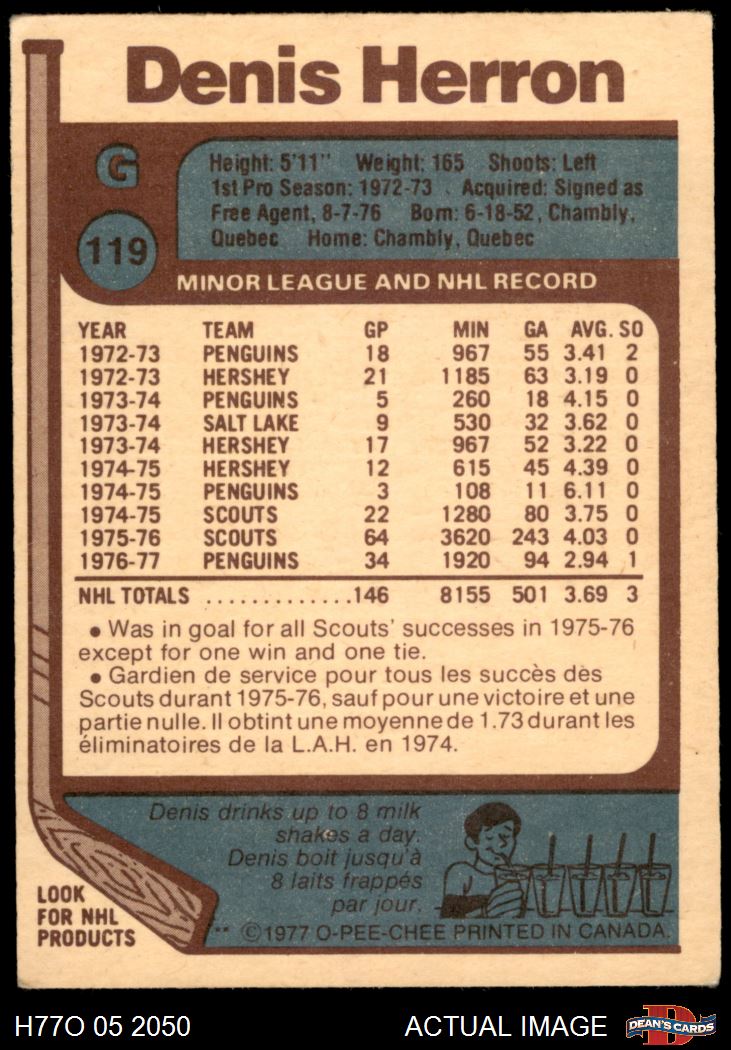 Denis Herron
G
119
Height: 5'11" Weight: 165 Shoots: Left
1st Pro Season: 1972-73 . Acquired: Signed as
Free Agent, 8-7-76 Born: 6-18-52, Chambly,
Quebec Home: Chambly, Quebec
MINOR LEAGUE AND NHL RECORD
YEAR TEAM GP MIN GA AVG. SO
1972-73 PENGUINS 18 967 55 3.41 2
1972-73 HERSHEY 21 1185 63 3.19 0
1973-74 PENGUINS 5 260 18 4.15 0
1973-74 SALT LAKE 9 530 32 3.62 0
1973-74 HERSHEY 17 967 52 3.22 0
1974-75 HERSHEY 12 615 45 4.39 0
1974-75 PENGUINS 3 108 11 6.11 0
1974-75 SCOUTS 22 1280 80 3.75 0
1975-76 SCOUTS 64 3620 243 4.03 0
1976-77 PENGUINS 34 1920 94 2.94 1
NHL TOTALS .............146 8155 501 3.69 3
• Was in goal for all Scouts' successes in 1975-76
except for one win and one tie.
• Gardien de service pour tous les succès des
Scouts durant 1975-76, sauf pour une victoire et une
partie nulle. Il obtint une moyenne de 1.73 durant les
éliminatoires de la L.A.H. en 1974.
Denis drinks up to 8 milk
shakes a day.
Denis boit jusqu'à
8 laits frappés
par jour.
LOOK
FOR NHL
PRODUCTS
** ©1977 O-PEE-CHEE PRINTED IN CANADA.
H77O 05 2050 ACTUAL IMAGE DEAN'S CARDS